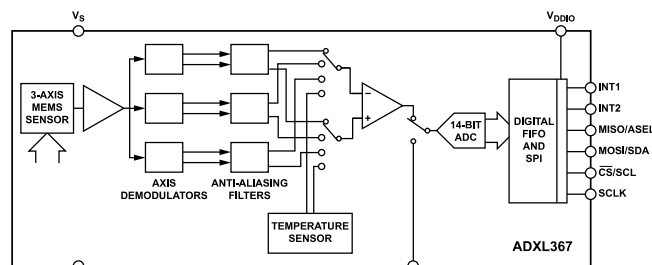 VS
VDDIO
3-AXIS
MEMS
SENSOR
AXIS
DEMODULATORS
ANTI-ALIASING
FILTERS
TEMPERATURE
SENSOR
−
+
14-BIT
ADC
DIGITAL
FIFO
AND
SPI
INT1
INT2
MISO/ASEL
MOSI/SDA
CS/SCL
SCLK
ADXL367